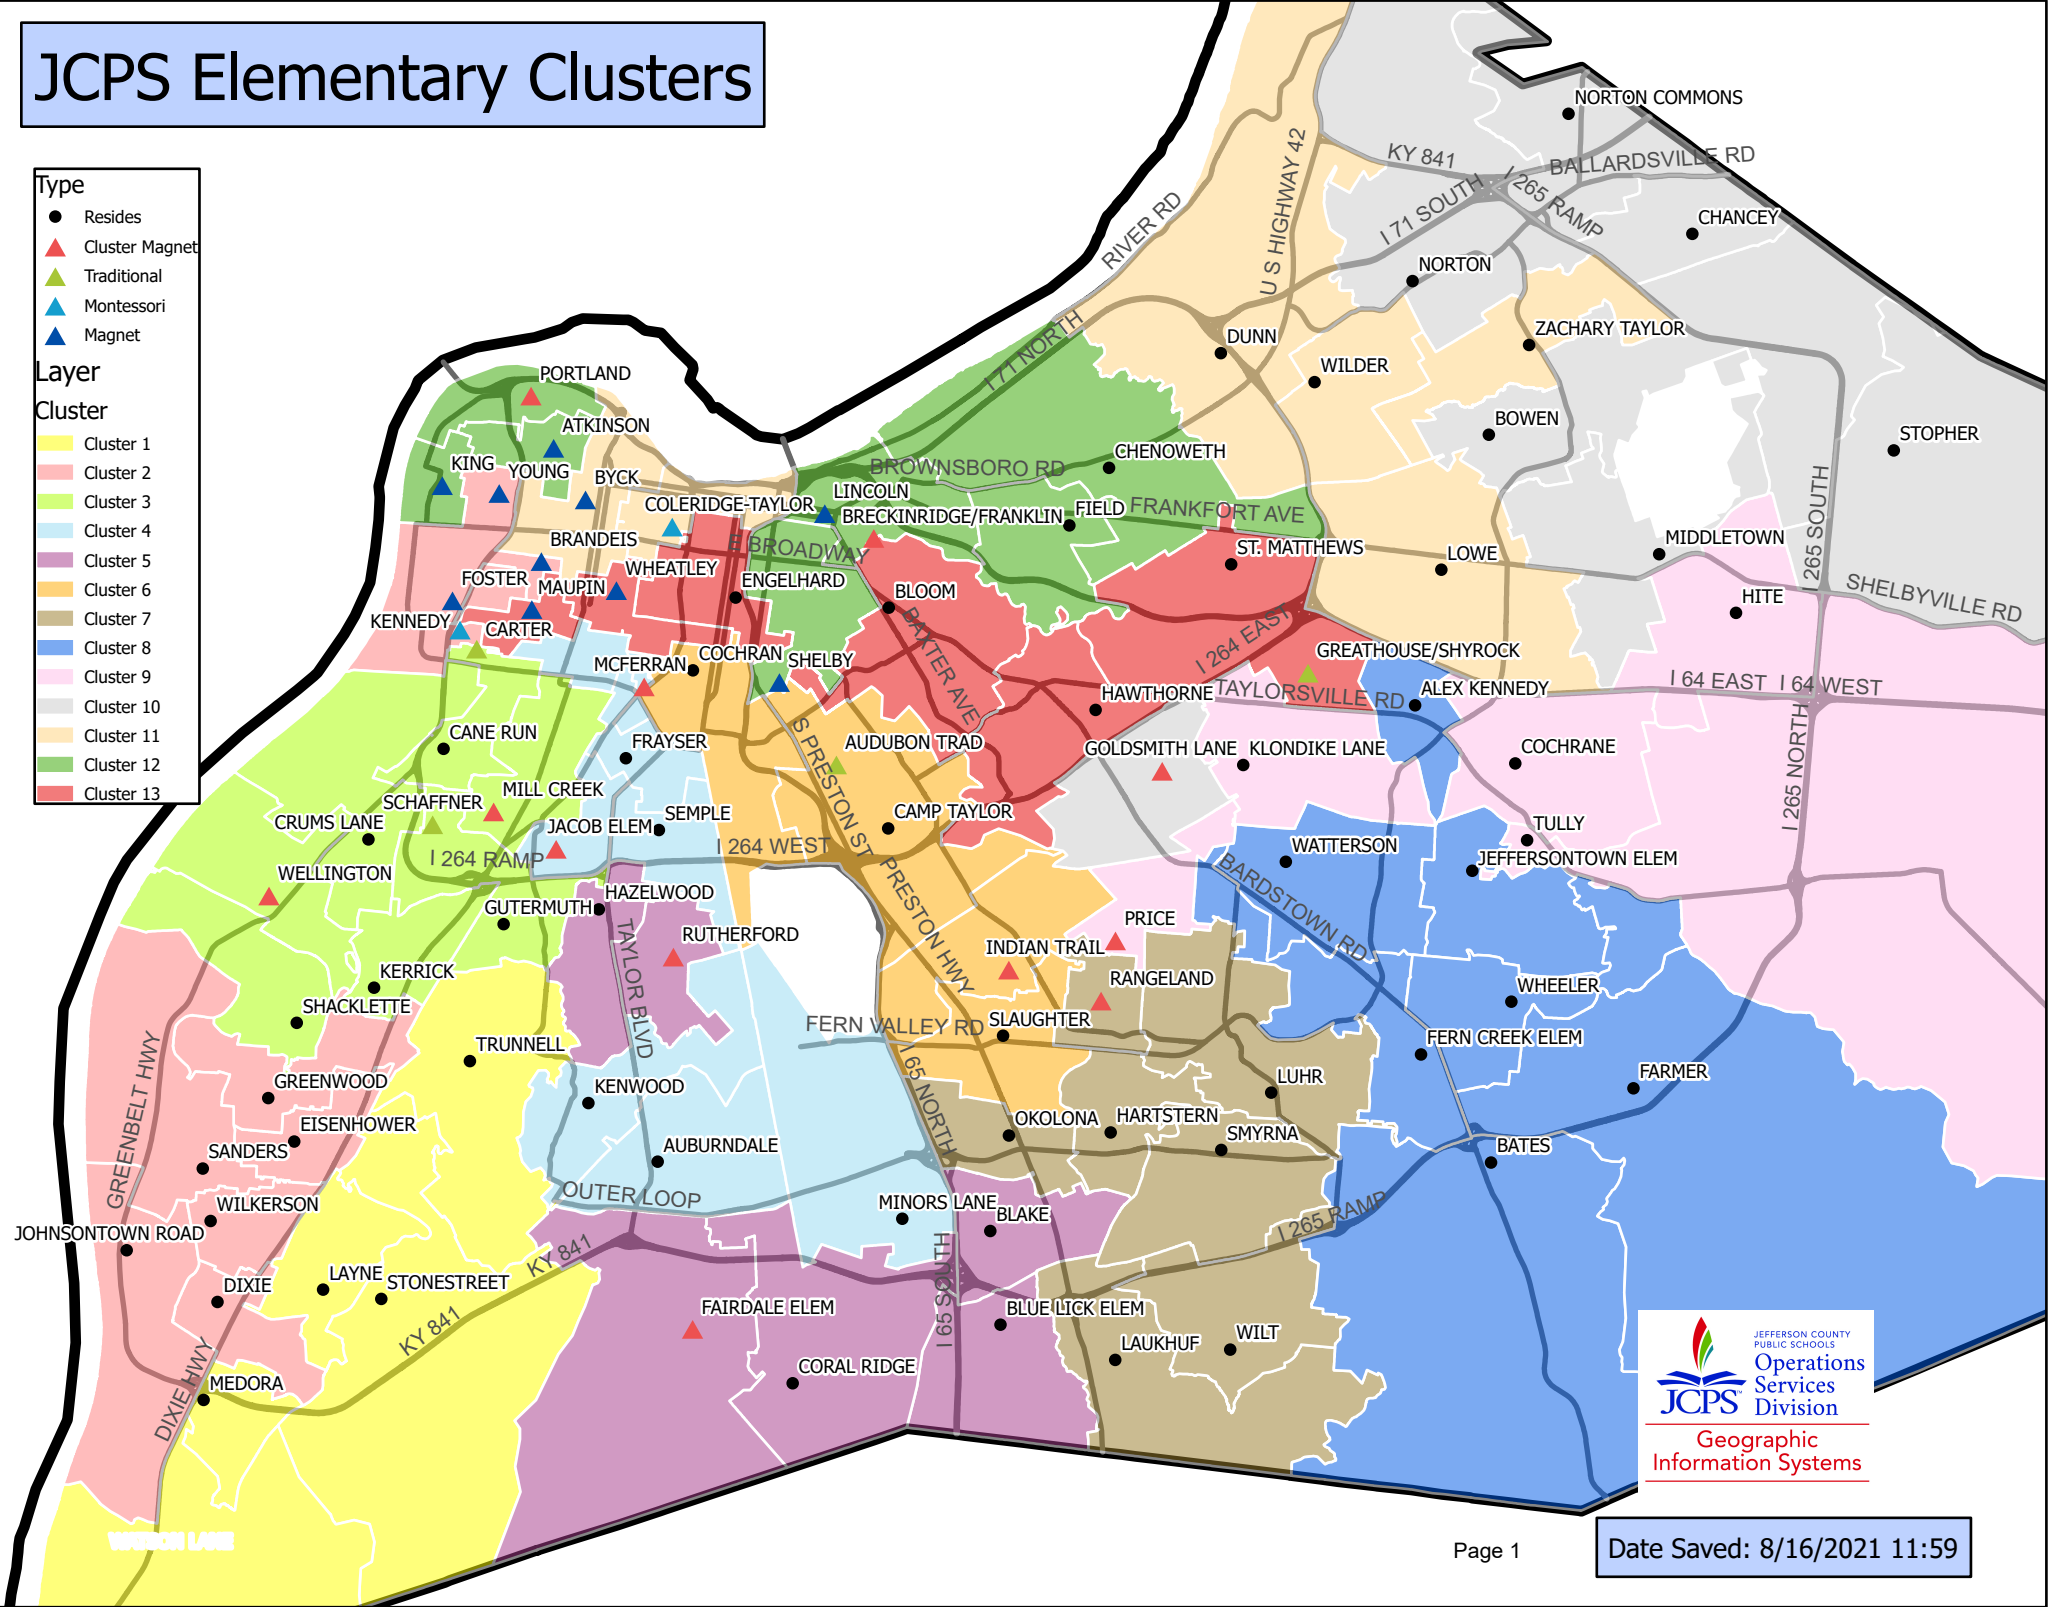 JCPS Elementary Clusters
Type
Resides
Cluster Magnet
Traditional
Montessori
Magnet
Layer
Cluster
Cluster 1
Cluster 2
Cluster 3
Cluster 4
Cluster 5
Cluster 6
Cluster 7
Cluster 8
Cluster 9
Cluster 10
Cluster 11
Cluster 12
Cluster 13
NORTON COMMONS
KY 841
BALLARDSVILLE RD
I 71 SOUTH
I 265 RAMP
CHANCEY
U S HIGHWAY 42
RIVER RD
NORTON
ZACHARY TAYLOR
DUNN
WILDER
I 71 NORTH
PORTLAND
ATKINSON
BOWEN
STOPHER
KING
YOUNG
BYCK
BROWNSBORO RD
CHENOWETH
COLERIDGE-TAYLOR
LINCOLN
BRECKINRIDGE/FRANKLIN
FIELD
FRANKFORT AVE
I 265 SOUTH
BRANDEIS
E BROADWAY
ST. MATTHEWS
LOWE
MIDDLETOWN
FOSTER
MAUPIN
WHEATLEY
ENGELHARD
BLOOM
HITE
SHELBYVILLE RD
KENNEDY
CARTER
BAXTER AVE
I 264 EAST
MCFERRAN
COCHRAN
SHELBY
GREATHOUSE/SHYROCK
HAWTHORNE
TAYLORSVILLE RD
ALEX KENNEDY
I 64 EAST
I 64 WEST
CANE RUN
FRAYSER
S PRESTON ST
AUDUBON TRAD
GOLDSMITH LANE
KLONDIKE LANE
COCHRANE
I 265 NORTH
SCHAFFNER
MILL CREEK
CRUMS LANE
JACOB ELEM
SEMPLE
CAMP TAYLOR
TULLY
I 264 RAMP
I 264 WEST
WATTERSON
JEFFERSONTOWN ELEM
WELLINGTON
HAZELWOOD
GUTERMUTH
BARDSTOWN RD
PRESTON HWY
PRICE
RUTHERFORD
TAYLOR BLVD
INDIAN TRAIL
RANGELAND
KERRICK
SHACKLETTE
WHEELER
FERN VALLEY RD
SLAUGHTER
TRUNNELL
FERN CREEK ELEM
GREENBELT HWY
GREENWOOD
KENWOOD
I 65 NORTH
LUHR
FARMER
EISENHOWER
OKOLONA
HARTSTERN
SMYRNA
SANDERS
AUBURNDALE
BATES
OUTER LOOP
WILKERSON
MINORS LANE
BLAKE
JOHNSONTOWN ROAD
KY 841
I 265 RAMP
DIXIE
LAYNE
STONESTREET
I 65 SOUTH
FAIRDALE ELEM
BLUE LICK ELEM
KY 841
LAUKHUF
WILT
CORAL RIDGE
DIXIE HWY
MEDORA
WATSON LANE
JEFFERSON COUNTY
PUBLIC SCHOOLS
JCPS™
Operations
Services
Division
Geographic
Information Systems
Page 1
Date Saved: 8/16/2021 11:59